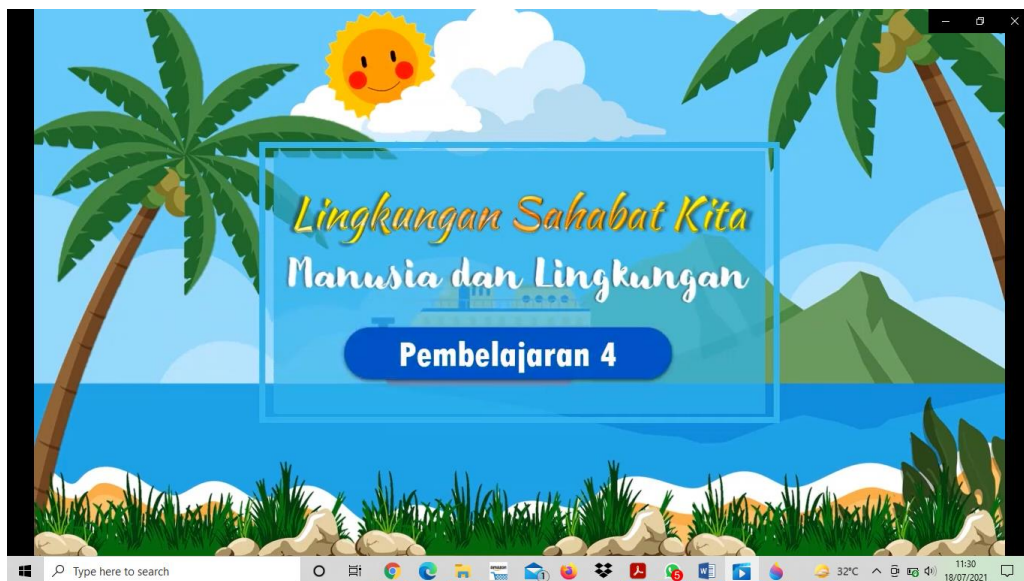 Lingkungan Sahabat Kita
Manusia dan Lingkungan
Pembelajaran 4
Type here to search
32°C
11:30
18/07/2021